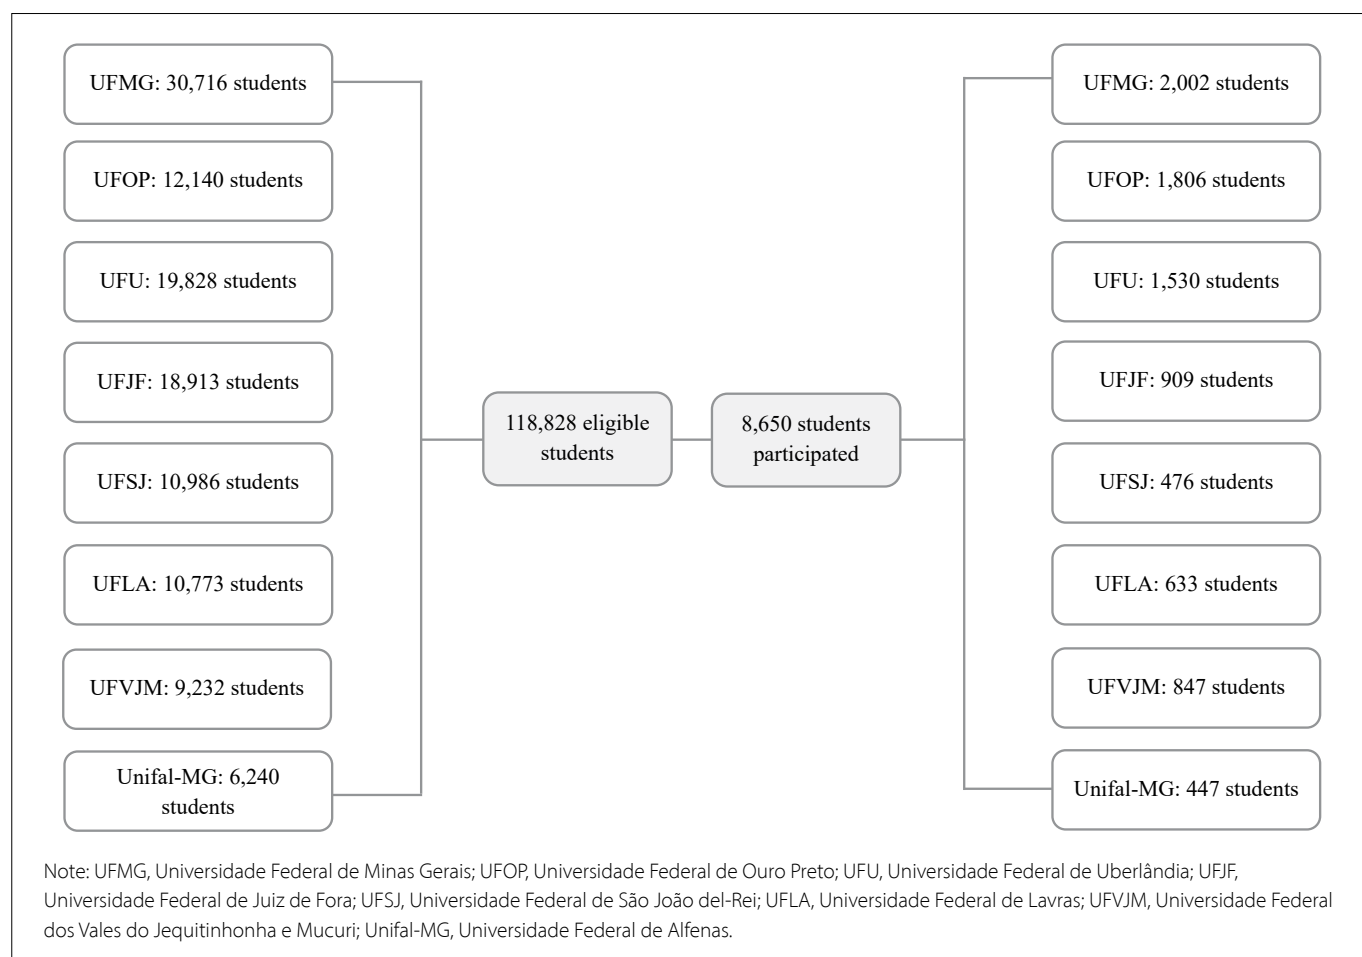 UFMG: 30,716 students
UFOP: 12,140 students
UFU: 19,828 students
UFJF: 18,913 students
UFSJ: 10,986 students
UFLA: 10,773 students
UFVJM: 9,232 students
Unifal-MG: 6,240
students
118,828 eligible
students
8,650 students
participated
UFMG: 2,002 students
UFOP: 1,806 students
UFU: 1,530 students
UFJF: 909 students
UFSJ: 476 students
UFLA: 633 students
UFVJM: 847 students
Unifal-MG: 447 students
Note: UFMG, Universidade Federal de Minas Gerais; UFOP, Universidade Federal de Ouro Preto; UFU, Universidade Federal de Uberlândia; UFJF,
Universidade Federal de Juiz de Fora; UFSJ, Universidade Federal de São João del-Rei; UFLA, Universidade Federal de Lavras; UFVJM, Universidade Federal
dos Vales do Jequitinhonha e Mucuri; Unifal-MG, Universidade Federal de Alfenas.